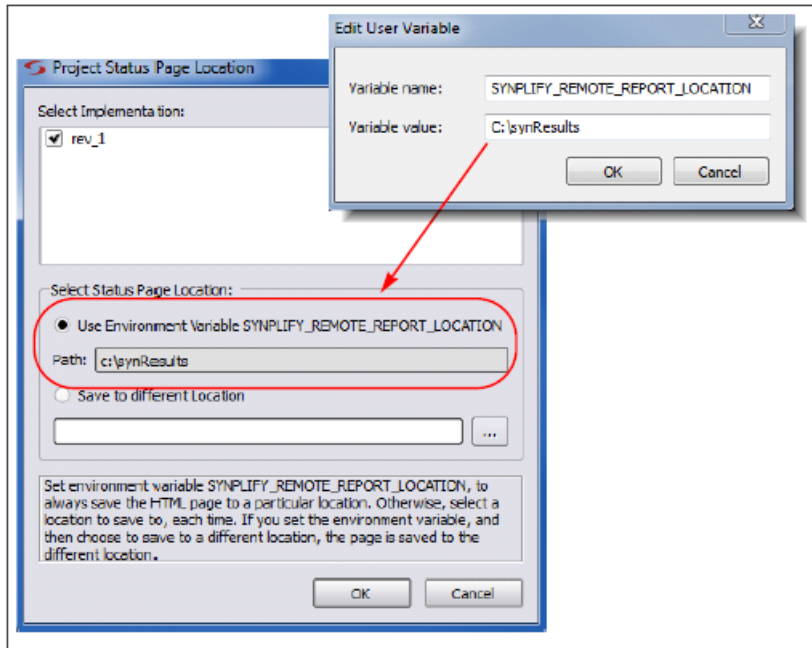 Edit User Variable
Variable name: SYNPLIFY_REMOTE_REPORT_LOCATION
Variable value: C:\synResults
OK Cancel
Project Status Page Location
Select Implementation:
rev_1
Select Status Page Location:
Use Environment Variable SYNPLIFY_REMOTE_REPORT_LOCATION
Path: c:\synResults
Save to different Location
...
Set environment variable SYNPLIFY_REMOTE_REPORT_LOCATION, to
always save the HTML page to a particular location. Otherwise, select a
location to save to, each time. If you set the environment variable, and
then choose to save to a different location, the page is saved to the
different location.
OK Cancel